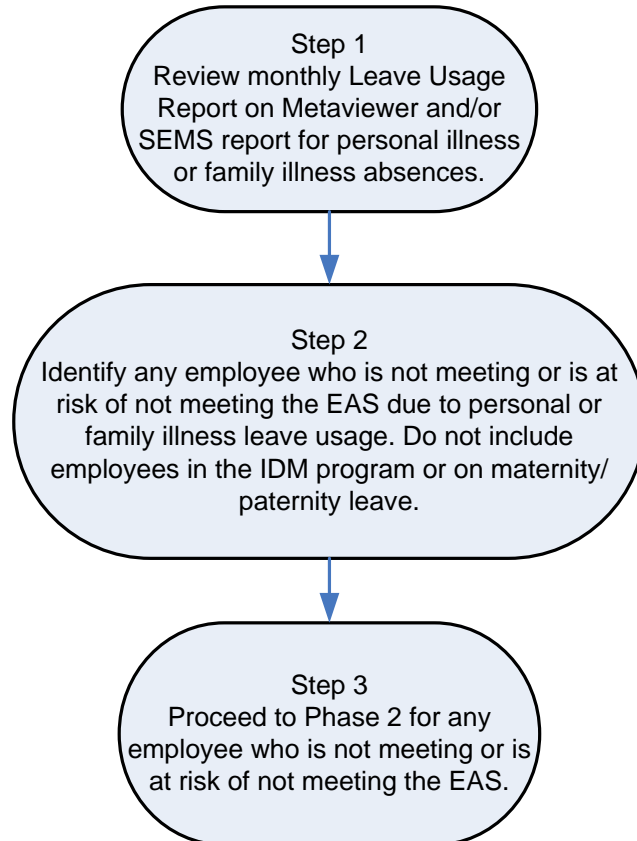 Step 1
Review monthly Leave Usage
Report on Metaviewer and/or
SEMS report for personal illness
or family illness absences.
Step 2
Identify any employee who is not meeting or is at
risk of not meeting the EAS due to personal or
family illness leave usage. Do not include
employees in the IDM program or on maternity/
paternity leave.
Step 3
Proceed to Phase 2 for any
employee who is not meeting or is
at risk of not meeting the EAS.